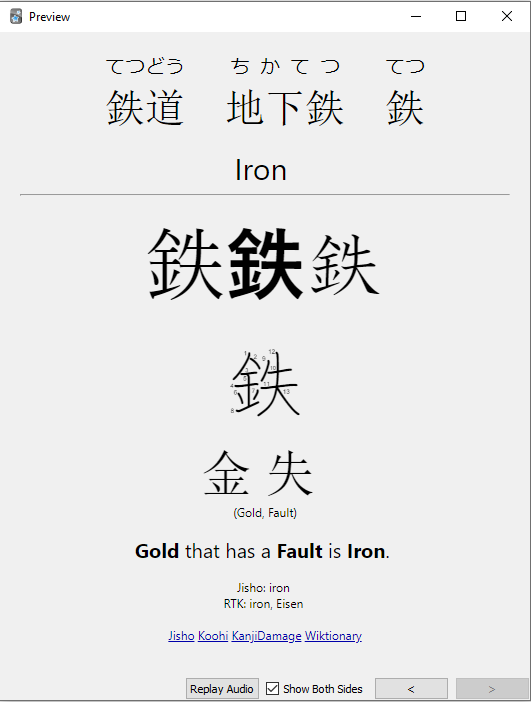 Preview
てつどう ちかてつ てつ
鉄道 地下鉄 鉄
Iron
鉄鉄鉄
鉄
金 失
(Gold, Fault)
Gold that has a Fault is Iron.
Jisho: iron
RTK: iron, Eisen
Jisho Koohi KanjiDamage Wiktionary
Replay Audio Show Both Sides < >